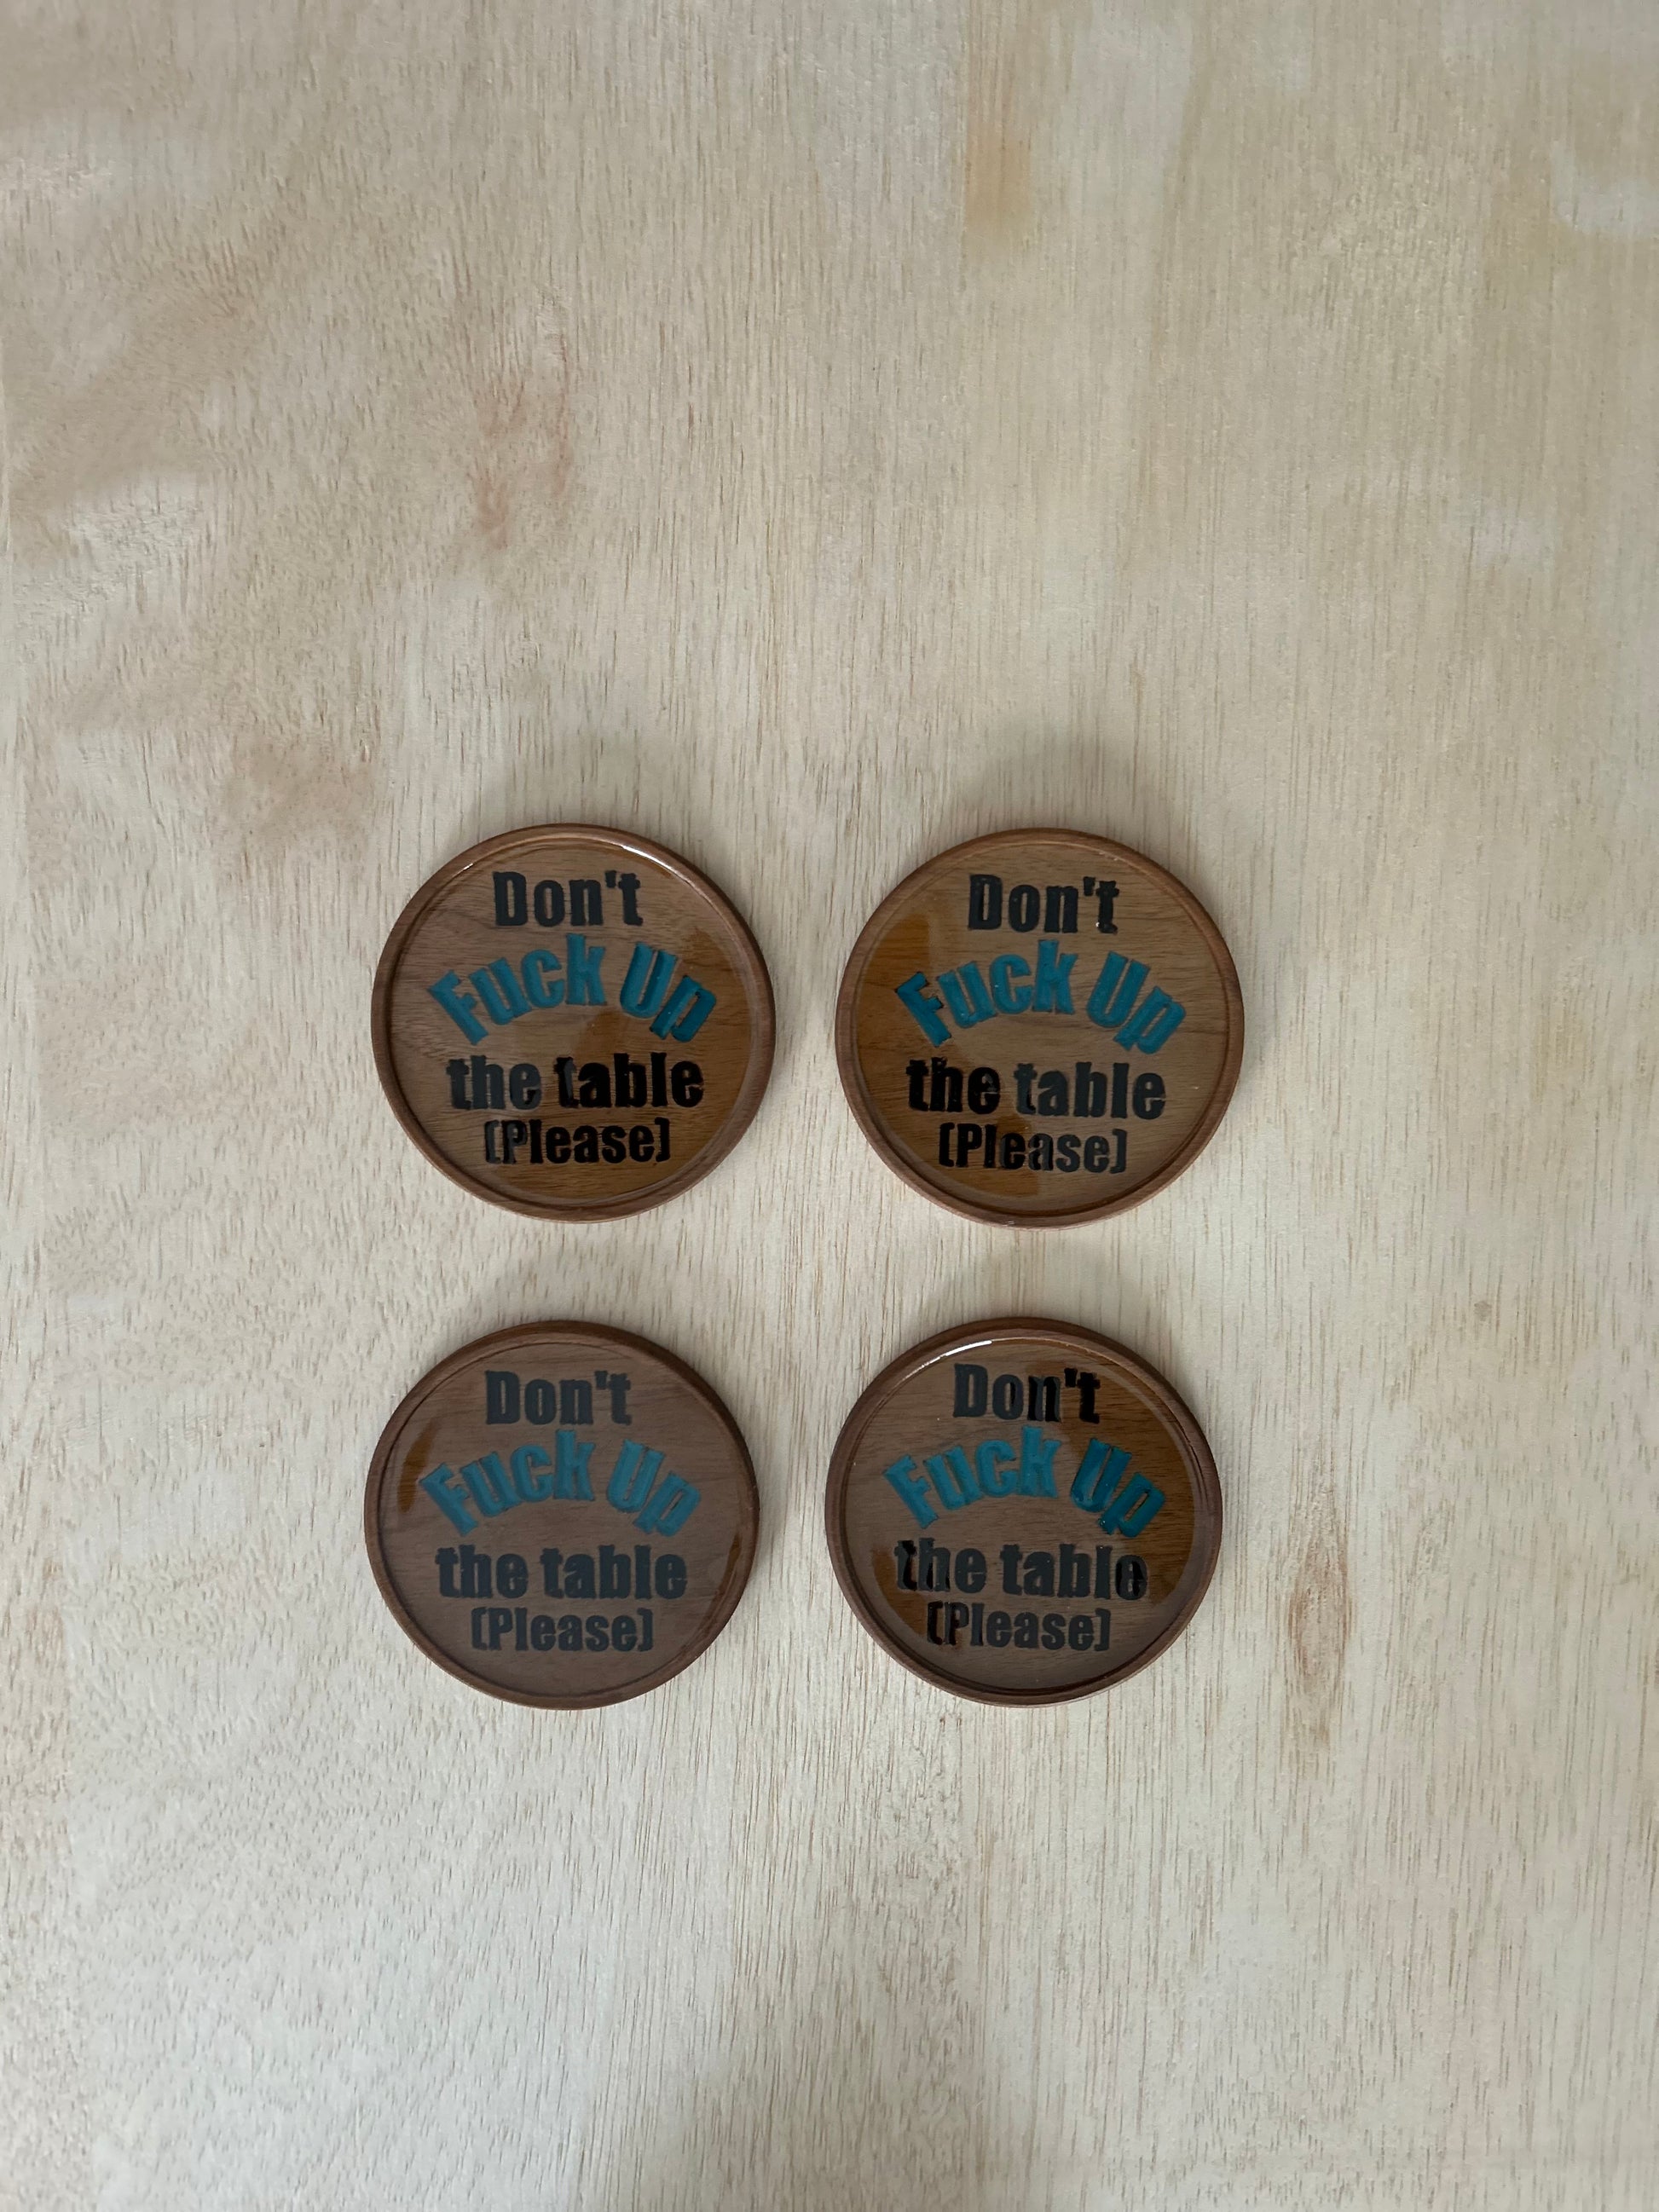 Don't
Fuck Up
the table
(Please)
Don't
Fuck Up
the table
(Please)
Don't
Fuck Up
the table
(Please)
Don't
Fuck Up
the table
(Please)